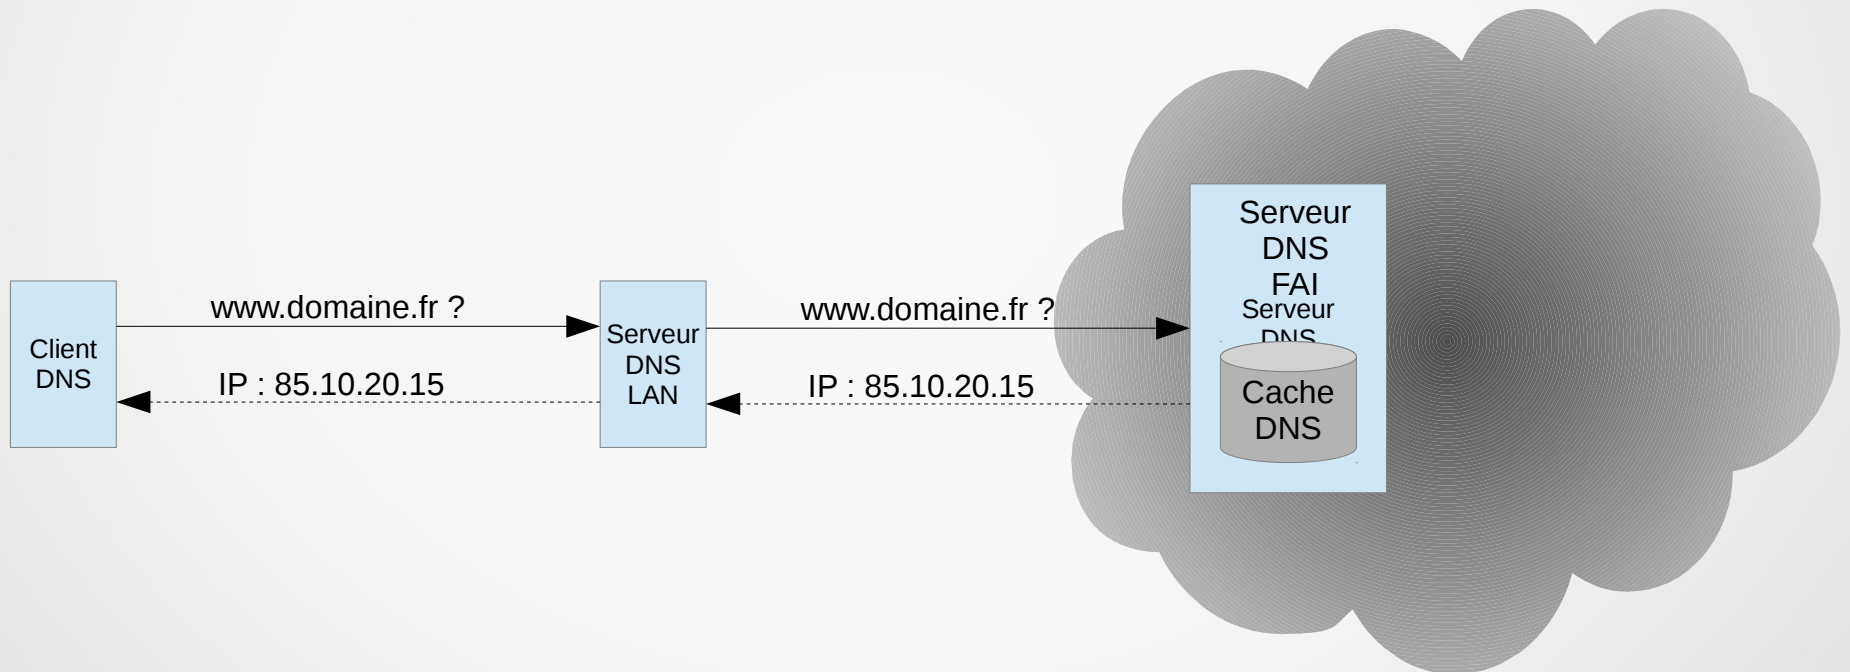 Client
DNS
www.domaine.fr ?
IP : 85.10.20.15
Serveur
DNS
LAN
www.domaine.fr ?
IP : 85.10.20.15
Serveur
DNS
FAI
Serveur
DNS
Cache
DNS